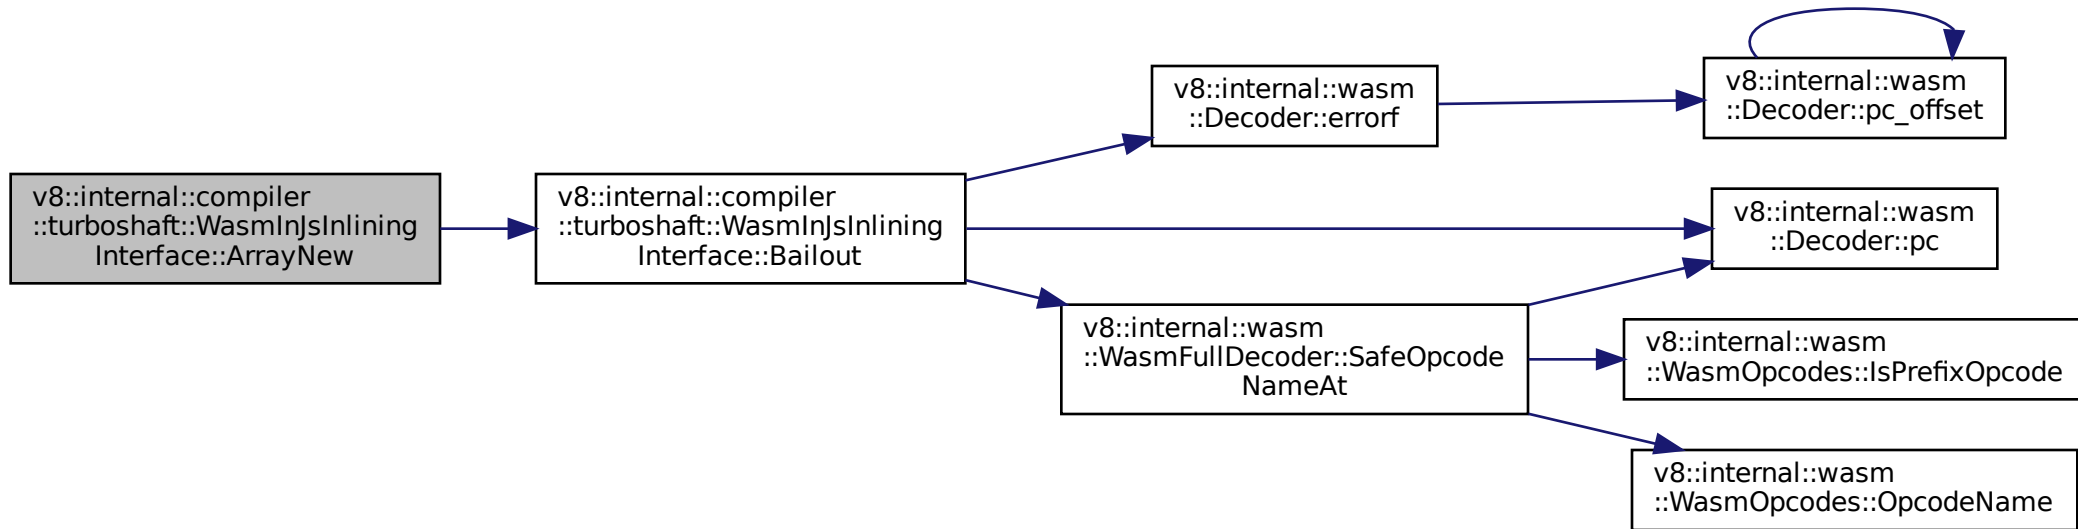 v8::internal::compiler
::turboshaft::WasmInJsInlining
Interface::ArrayNew
v8::internal::compiler
::turboshaft::WasmInJsInlining
Interface::Bailout
v8::internal::wasm
::Decoder::errorf
v8::internal::wasm
::Decoder::pc_offset
v8::internal::wasm
::Decoder::pc
v8::internal::wasm
::WasmFullDecoder::SafeOpcode
NameAt
v8::internal::wasm
::WasmOpcodes::IsPrefixOpcode
v8::internal::wasm
::WasmOpcodes::OpcodeName